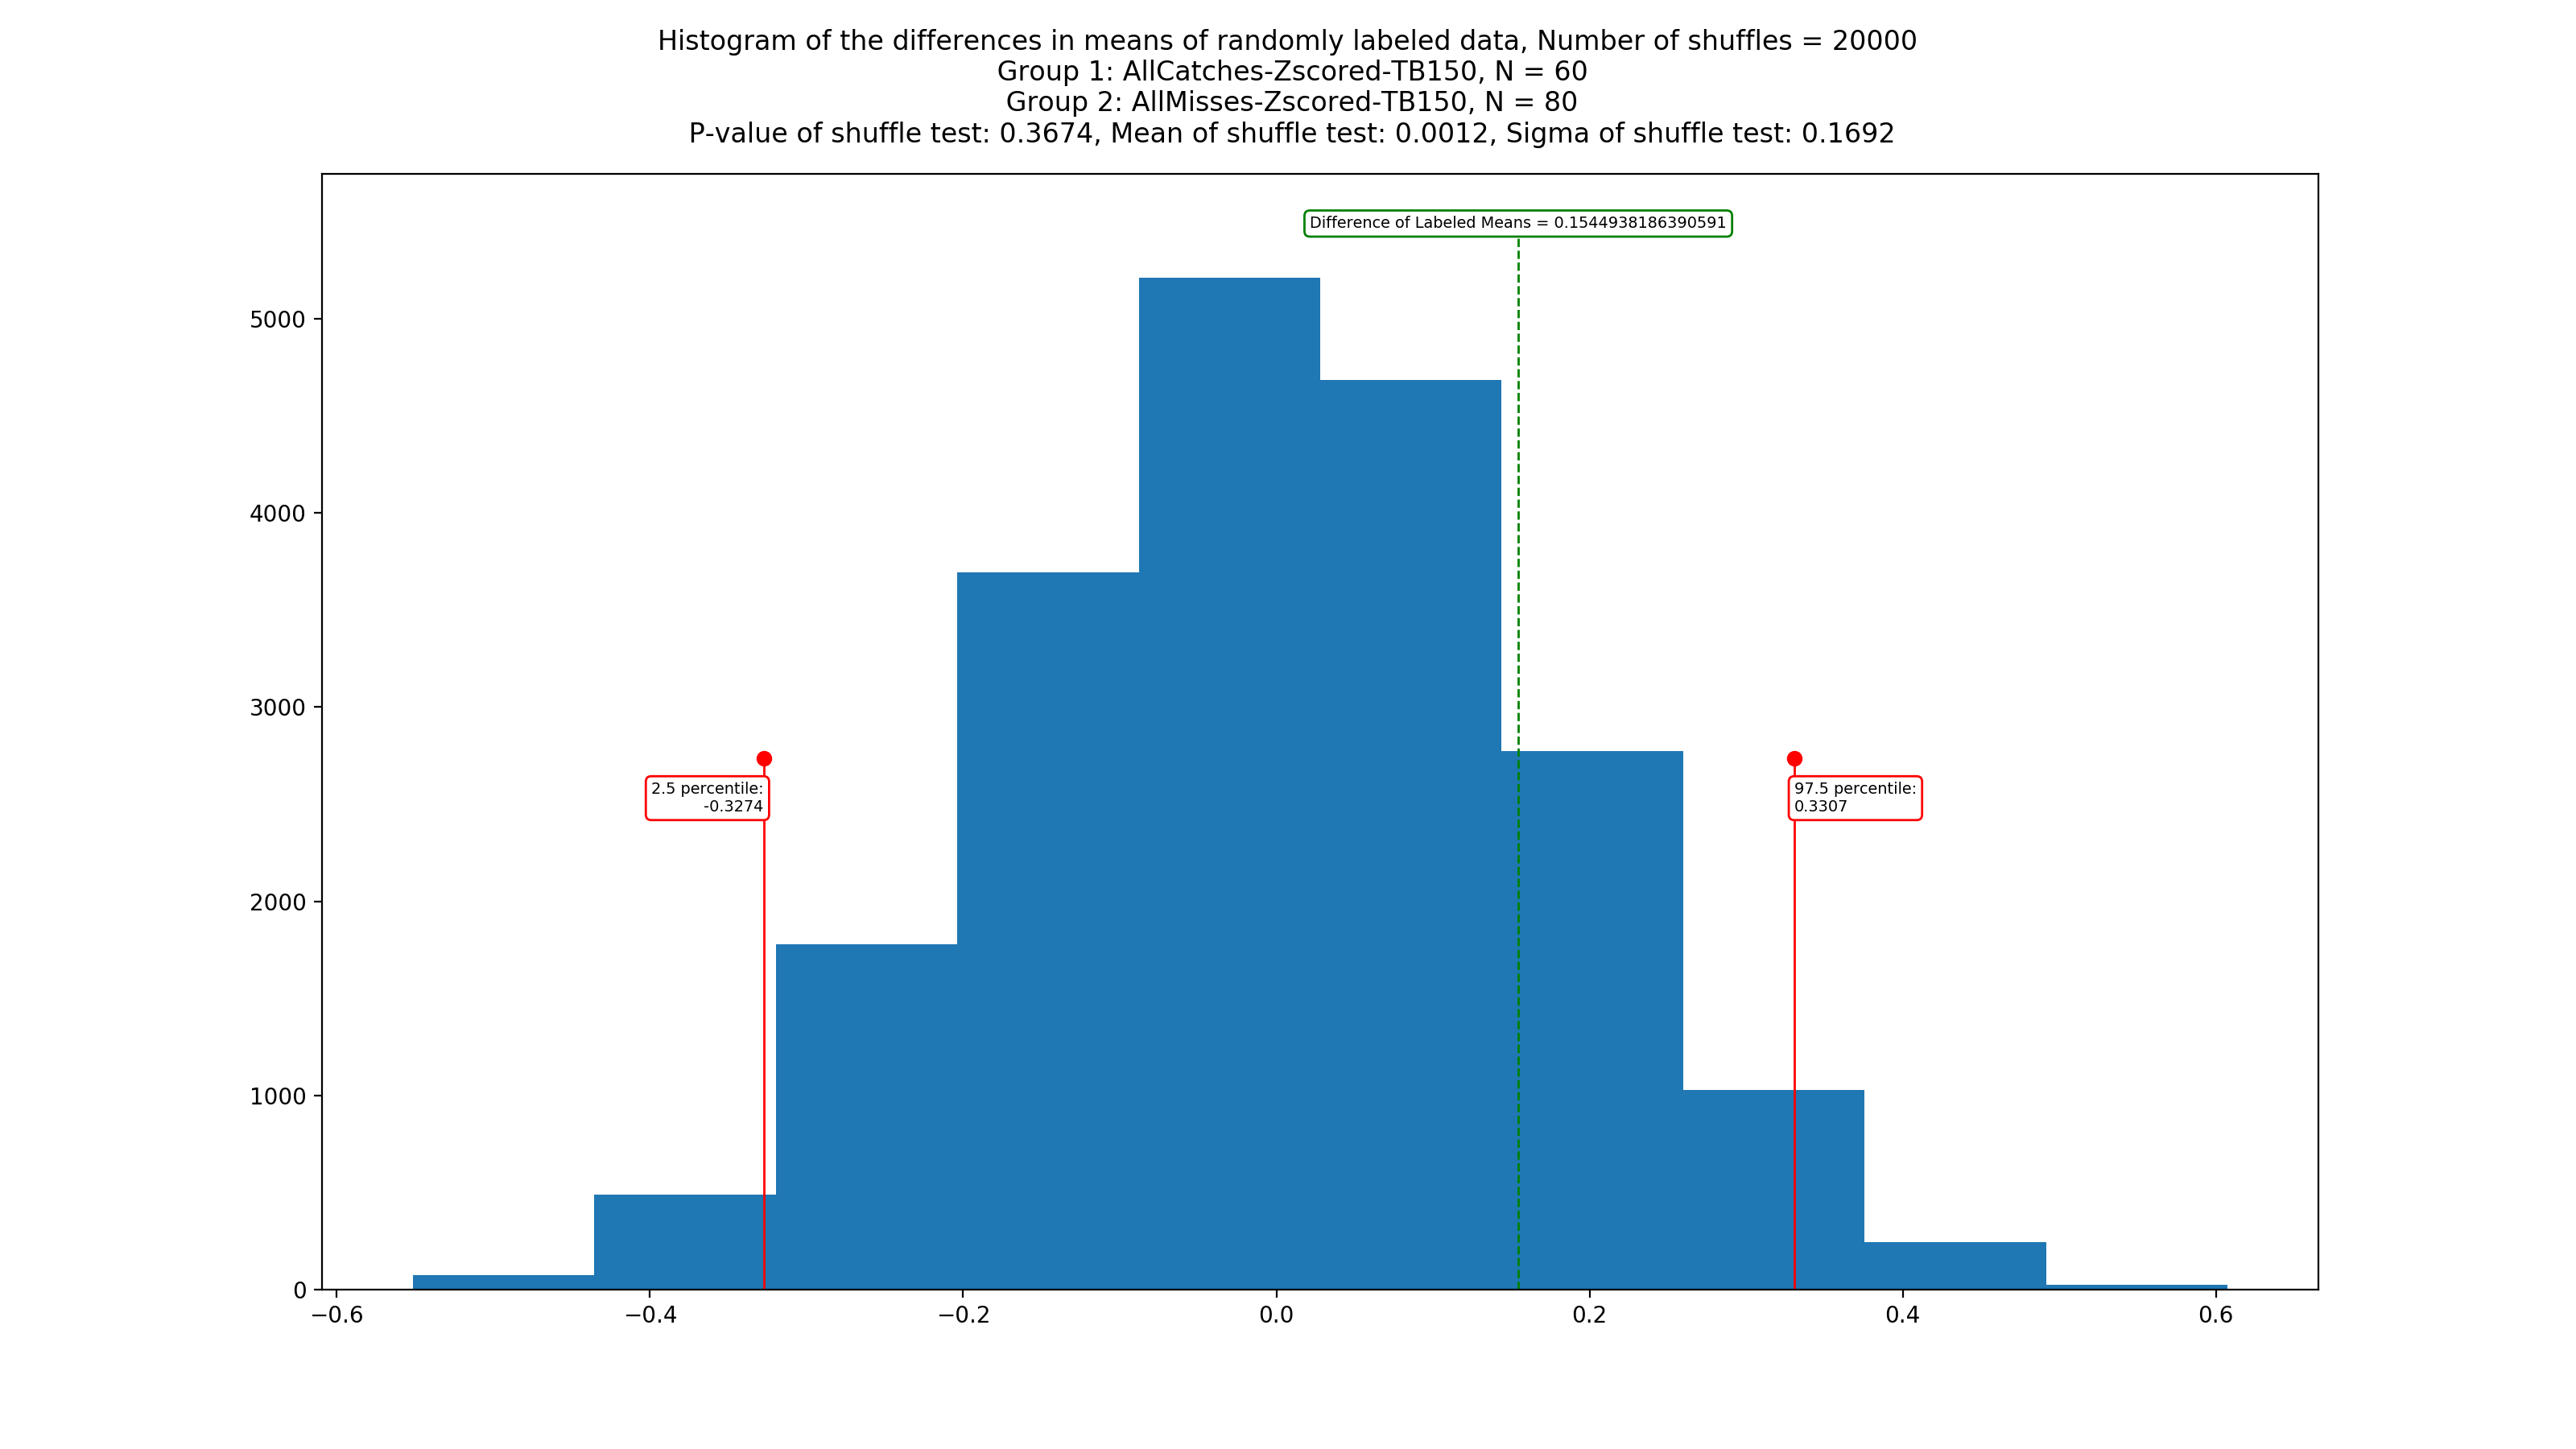 Histogram of the differences in means of randomly labeled data, Number of shuffles = 20000
Group 1: AllCatches-Zscored-TB150, N = 60
Group 2: AllMisses-Zscored-TB150, N = 80
P-value of shuffle test: 0.3674, Mean of shuffle test: 0.0012, Sigma of shuffle test: 0.1692
Difference of Labeled Means = 0.1544938186390591
5000
4000
3000
2.5 percentile:
-0.3274
97.5 percentile:
0.3307
2000
1000
0
−0.6
−0.4
−0.2
0.0
0.2
0.4
0.6